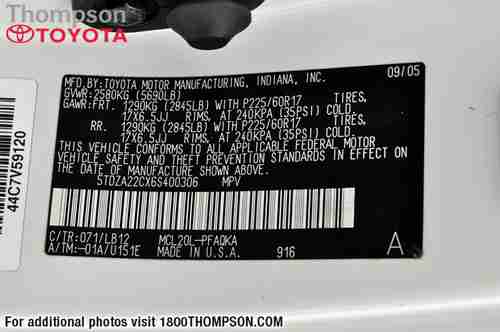 Thompson
TOYOTA
44C7V59120
MFD. BY: TOYOTA MOTOR MANUFACTURING, INDIANA, INC. 09/05
GVWR: 2580KG (5690LB)
GAWR: FRT. 1290KG (2845LB) WITH P225/60R17 TIRES,
17X6.5JJ RIMS, AT 240KPA (35PSI) COLD
RR. 1290KG (2845LB) WITH P225/60R17 TIRES,
17X6.5JJ RIMS, AT 240KPA (35PSI) COLD
THIS VEHICLE CONFORMS TO ALL APPLICABLE FEDERAL MOTOR
VEHICLE SAFETY, BUMPER, AND THEFT PREVENTION STANDARDS
IN EFFECT ON THE DATE OF MANUFACTURE SHOWN ABOVE.
5TDZA22CX6S400306 MPV
C/TR:071/LB12 MCL20L-PFAQKA
A/TM:-01A/U151E MADE IN U.S.A. 916 A
For additional photos visit 1800THOMPSON.COM